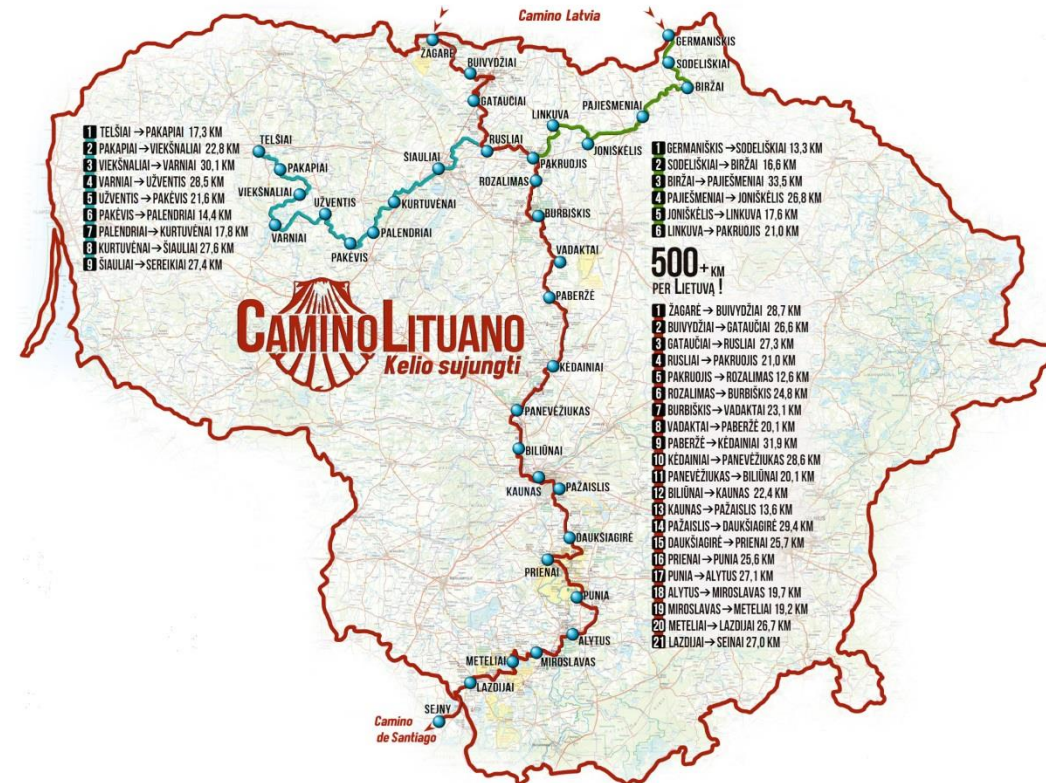 Camino Latvia
ŽAGARĖ
BUIVYDŽIAI
GATAUČIAI
RUSLIAI
GERMANIŠKIS
SODELIŠKIAI
BIRŽAI
PAJIEŠMENIAI
LINKUVA
JONIŠKĖLIS
PAKRUOJIS
ROZALIMAS
BURBIŠKIS
VADAKTAI
PABERŽĖ
KĖDAINIAI
PANEVĖŽIUKAS
BILIŪNAI
KAUNAS
PAŽAISLIS
DAUKŠIAGIRĖ
PRIENAI
PUNIA
ALYTUS
MIROSLAVAS
METELIAI
LAZDIJAI
SEJNY
Camino
de Santiago
TELŠIAI
PAKAPIAI
VIEKŠNALIAI
VARNIAI
UŽVENTIS
PAKĖVIS
PALENDRIAI
KURTUVĖNAI
ŠIAULIAI
1 TELŠIAI → PAKAPIAI 17,3 KM
2 PAKAPIAI → VIEKŠNALIAI 22,8 KM
3 VIEKŠNALIAI → VARNIAI 30,1 KM
4 VARNIAI → UŽVENTIS 28,5 KM
5 UŽVENTIS → PAKĖVIS 21,6 KM
6 PAKĖVIS → PALENDRIAI 14,4 KM
7 PALENDRIAI → KURTUVĖNAI 17,8 KM
8 KURTUVĖNAI → ŠIAULIAI 27,6 KM
9 ŠIAULIAI → SEREIKIAI 27,4 KM
CAMINOLITUANO
Kelio sujungti
1 GERMANIŠKIS → SODELIŠKIAI 13,3 KM
2 SODELIŠKIAI → BIRŽAI 16,6 KM
3 BIRŽAI → PAJIEŠMENIAI 33,5 KM
4 PAJIEŠMENIAI → JONIŠKĖLIS 26,8 KM
5 JONIŠKĖLIS → LINKUVA 17,6 KM
6 LINKUVA → PAKRUOJIS 21,0 KM
500+ KM
PER LIETUVĄ !
1 ŽAGARĖ → BUIVYDŽIAI 28,7 KM
2 BUIVYDŽIAI → GATAUČIAI 26,6 KM
3 GATAUČIAI → RUSLIAI 27,3 KM
4 RUSLIAI → PAKRUOJIS 21,0 KM
5 PAKRUOJIS → ROZALIMAS 12,6 KM
6 ROZALIMAS → BURBIŠKIS 24,8 KM
7 BURBIŠKIS → VADAKTAI 23,1 KM
8 VADAKTAI → PABERŽĖ 20,1 KM
9 PABERŽĖ → KĖDAINIAI 31,9 KM
10 KĖDAINIAI → PANEVĖŽIUKAS 28,6 KM
11 PANEVĖŽIUKAS → BILIŪNAI 20,1 KM
12 BILIŪNAI → KAUNAS 22,4 KM
13 KAUNAS → PAŽAISLIS 13,6 KM
14 PAŽAISLIS → DAUKŠIAGIRĖ 29,4 KM
15 DAUKŠIAGIRĖ → PRIENAI 25,7 KM
16 PRIENAI → PUNIA 25,6 KM
17 PUNIA → ALYTUS 27,1 KM
18 ALYTUS → MIROSLAVAS 19,7 KM
19 MIROSLAVAS → METELIAI 19,2 KM
20 METELIAI → LAZDIJAI 26,7 KM
21 LAZDIJAI → SEINAI 27,0 KM